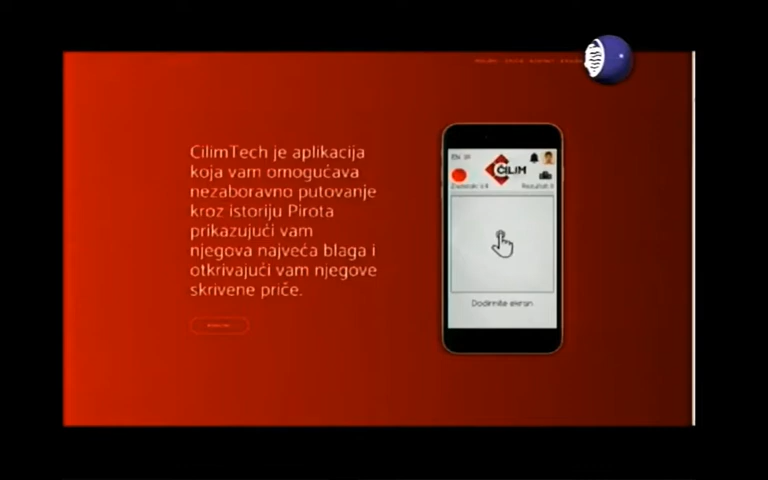 CilimTech je aplikacija
koja vam omogućava
nezaboravno putovanje
kroz istoriju Pirota
prikazujući vam
njegova najveća blaga i
otkrivajući vam njegove
skrivene priče.
ĆILIM
Dodirnite ekran